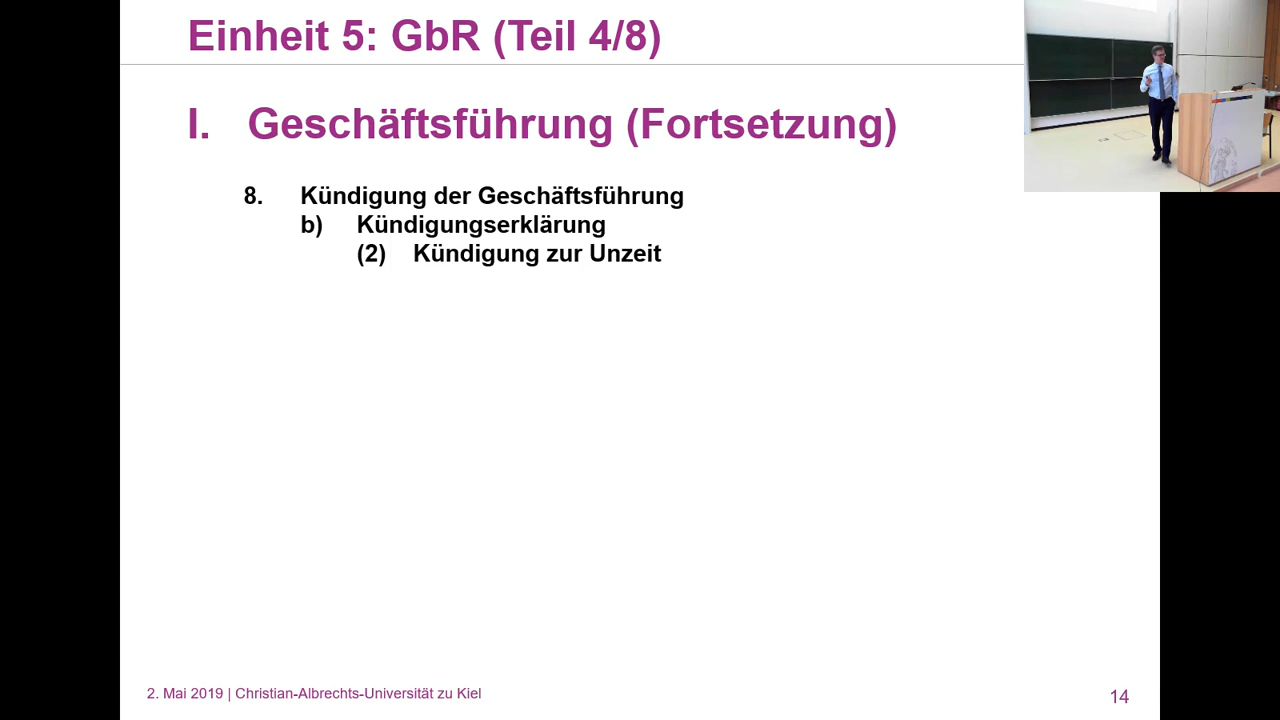 Einheit 5: GbR (Teil 4/8)
I. Geschäftsführung (Fortsetzung)
8. Kündigung der Geschäftsführung
b) Kündigungserklärung
(2) Kündigung zur Unzeit
2. Mai 2019 | Christian-Albrechts-Universität zu Kiel
14